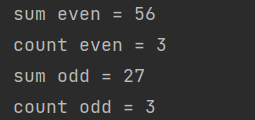 sum even = 56
count even = 3
sum odd = 27
count odd = 3